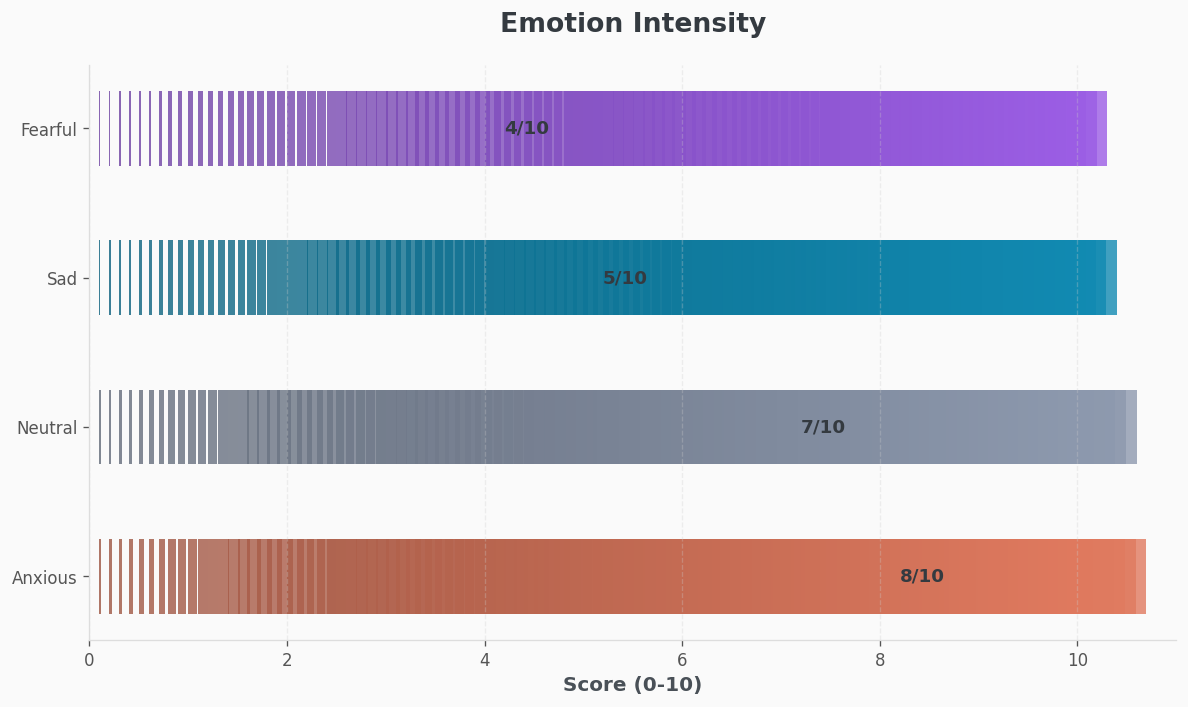 Emotion Intensity
Fearful
4/10
Sad
5/10
Neutral
7/10
Anxious
8/10
0 2 4 6 8 10
Score (0-10)